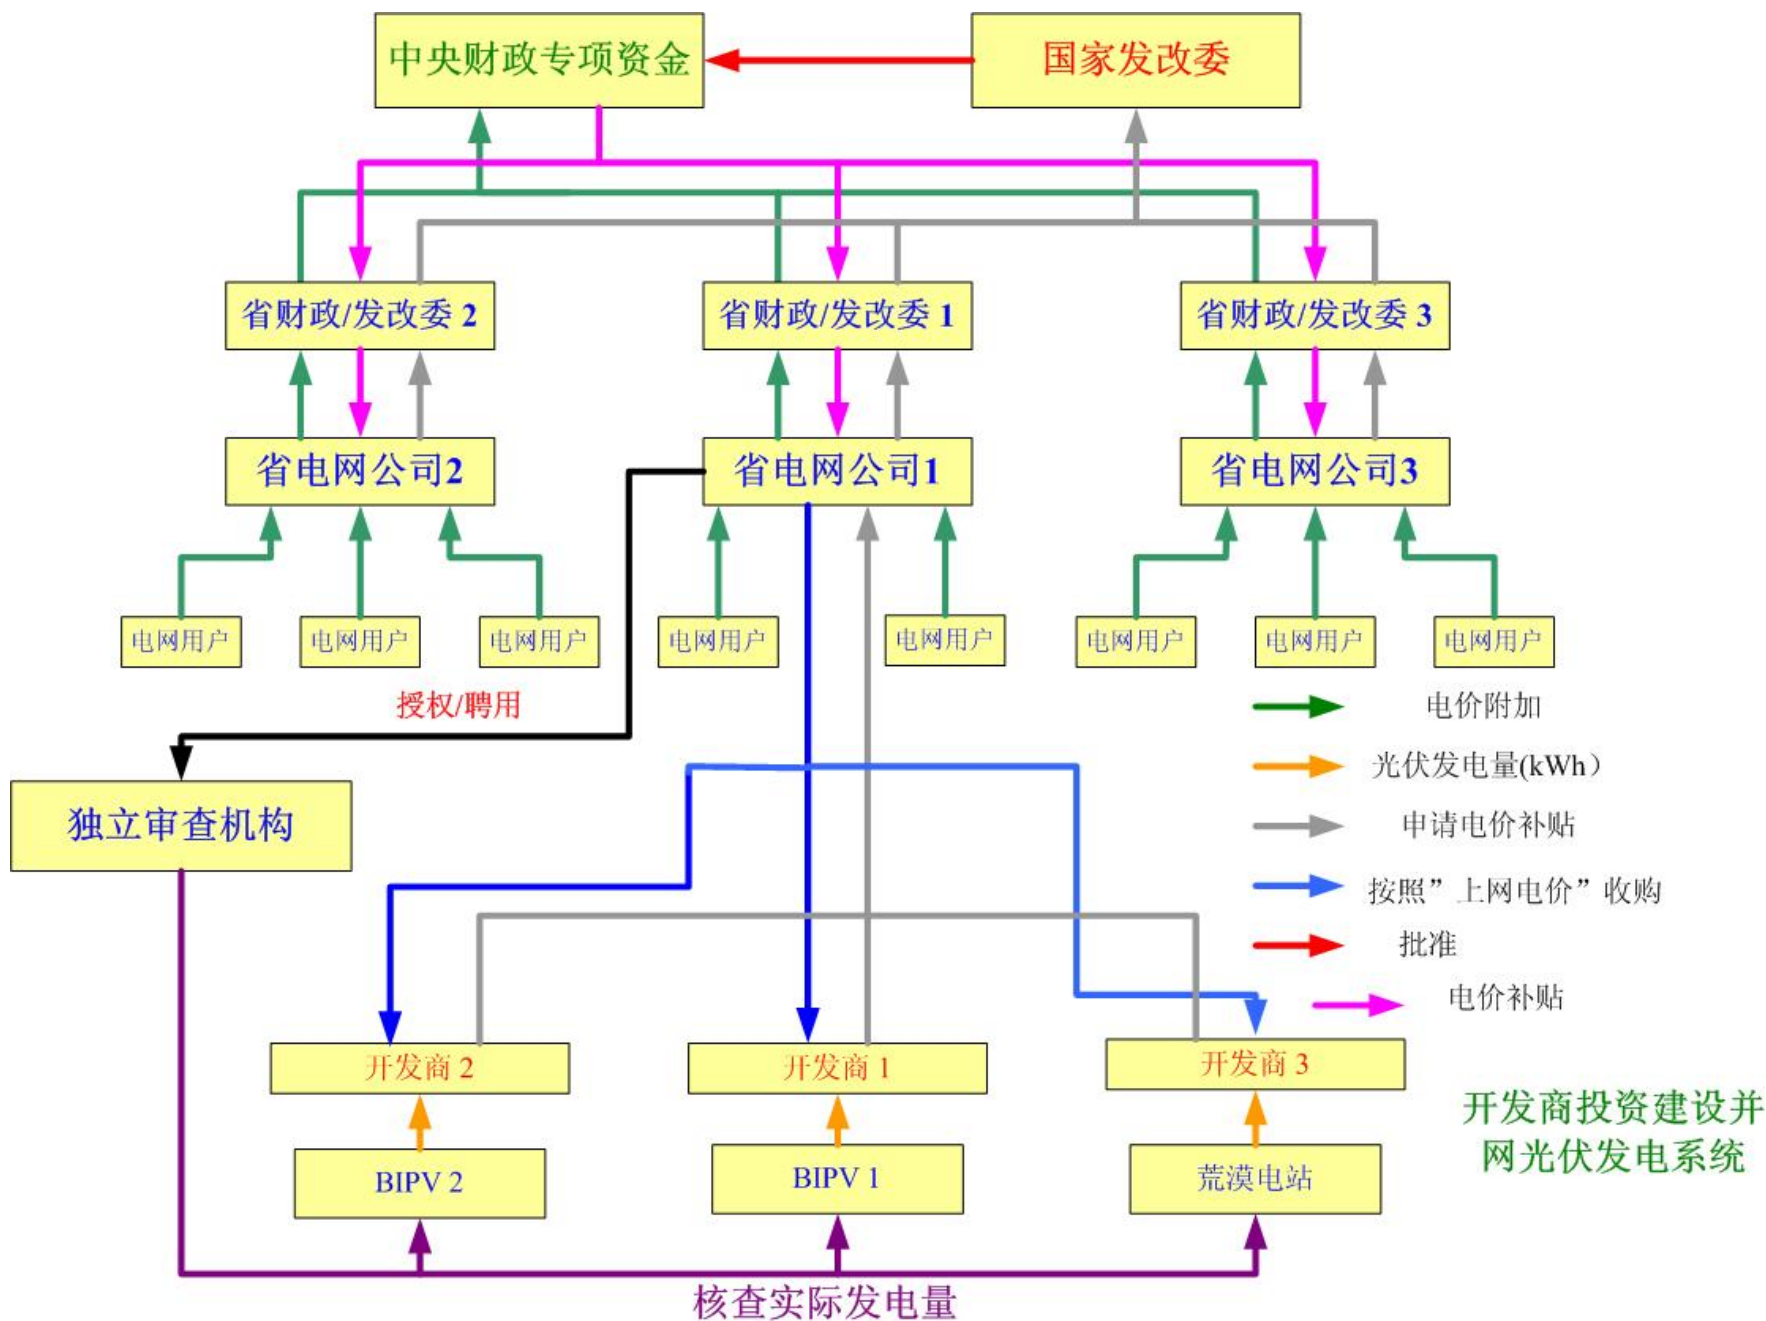 中央财政专项资金
国家发改委
省财政/发改委 2
省财政/发改委 1
省财政/发改委 3
省电网公司2
省电网公司1
省电网公司3
电网用户
电网用户
电网用户
电网用户
电网用户
电网用户
电网用户
电网用户
授权/聘用
电价附加
光伏发电量(kWh）
独立审查机构
申请电价补贴
按照”上网电价”收购
批准
电价补贴
开发商 2
开发商 1
开发商 3
开发商投资建设并
网光伏发电系统
BIPV 2
BIPV 1
荒漠电站
核查实际发电量